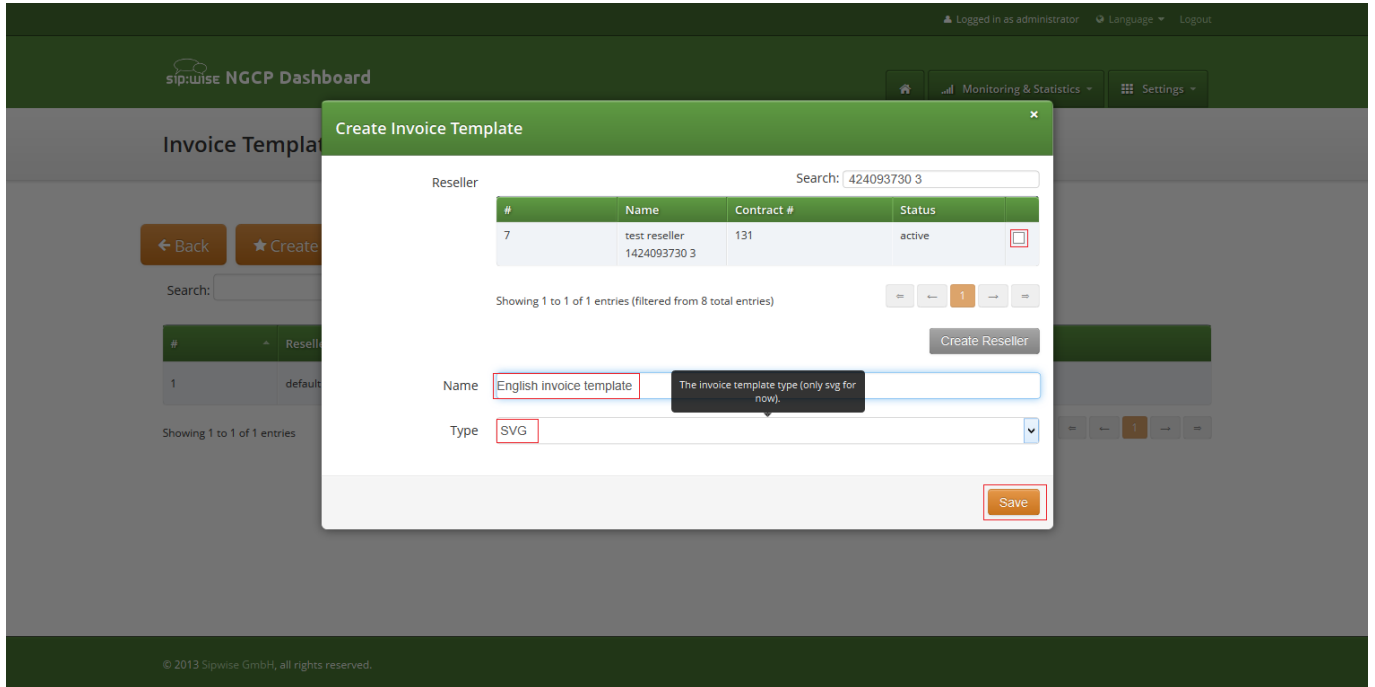 Logged in as administrator Language Logout
sip:wise NGCP Dashboard
Monitoring & Statistics Settings
Create Invoice Template ×
Invoice Templat
Reseller
Search: 424093730 3
# Name Contract # Status
7 test reseller 131 active
1424093730 3
Back Create
Search:
Showing 1 to 1 of 1 entries (filtered from 8 total entries) ⇐ ← 1 → ⇒
Create Reseller
# Reselle
1 default
Name English invoice template
The invoice template type (only svg for
now).
Type SVG
Showing 1 to 1 of 1 entries ⇐ ← 1 → ⇒
Save
© 2013 Sipwise GmbH, all rights reserved.